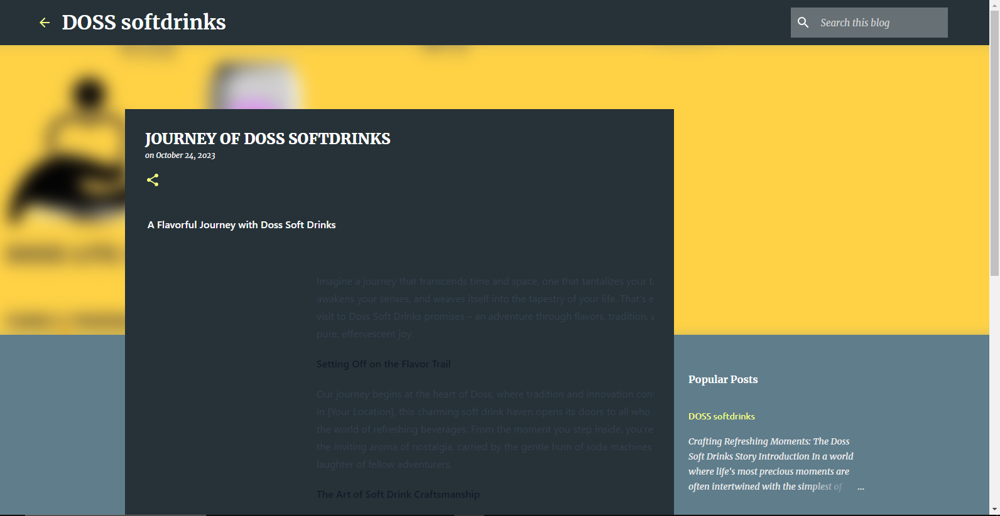 DOSS softdrinks
Search this blog
JOURNEY OF DOSS SOFTDRINKS
on October 24, 2023
A Flavorful Journey with Doss Soft Drinks
Imagine a journey that transcends time and space, one that tantalizes your
awakens your senses, and weaves itself into the tapestry of your life. That's
visit to Doss Soft Drinks promises – an adventure through flavors, tradition,
pure, effervescent joy.
Setting Off on the Flavor Trail
Our journey begins at the heart of Doss, where tradition and innovation
in [Your Location], this charming soft drink haven opens its doors to all who
the world of refreshing beverages. From the moment you step inside, you're
the inviting aroma of nostalgia, carried by the gentle hum of soda machines
laughter of fellow adventurers.
The Art of Soft Drink Craftsmanship
Popular Posts
DOSS softdrinks
Crafting Refreshing Moments: The Doss
Soft Drinks Story Introduction In a world
where life's most precious moments are
often intertwined with the simplest of ...